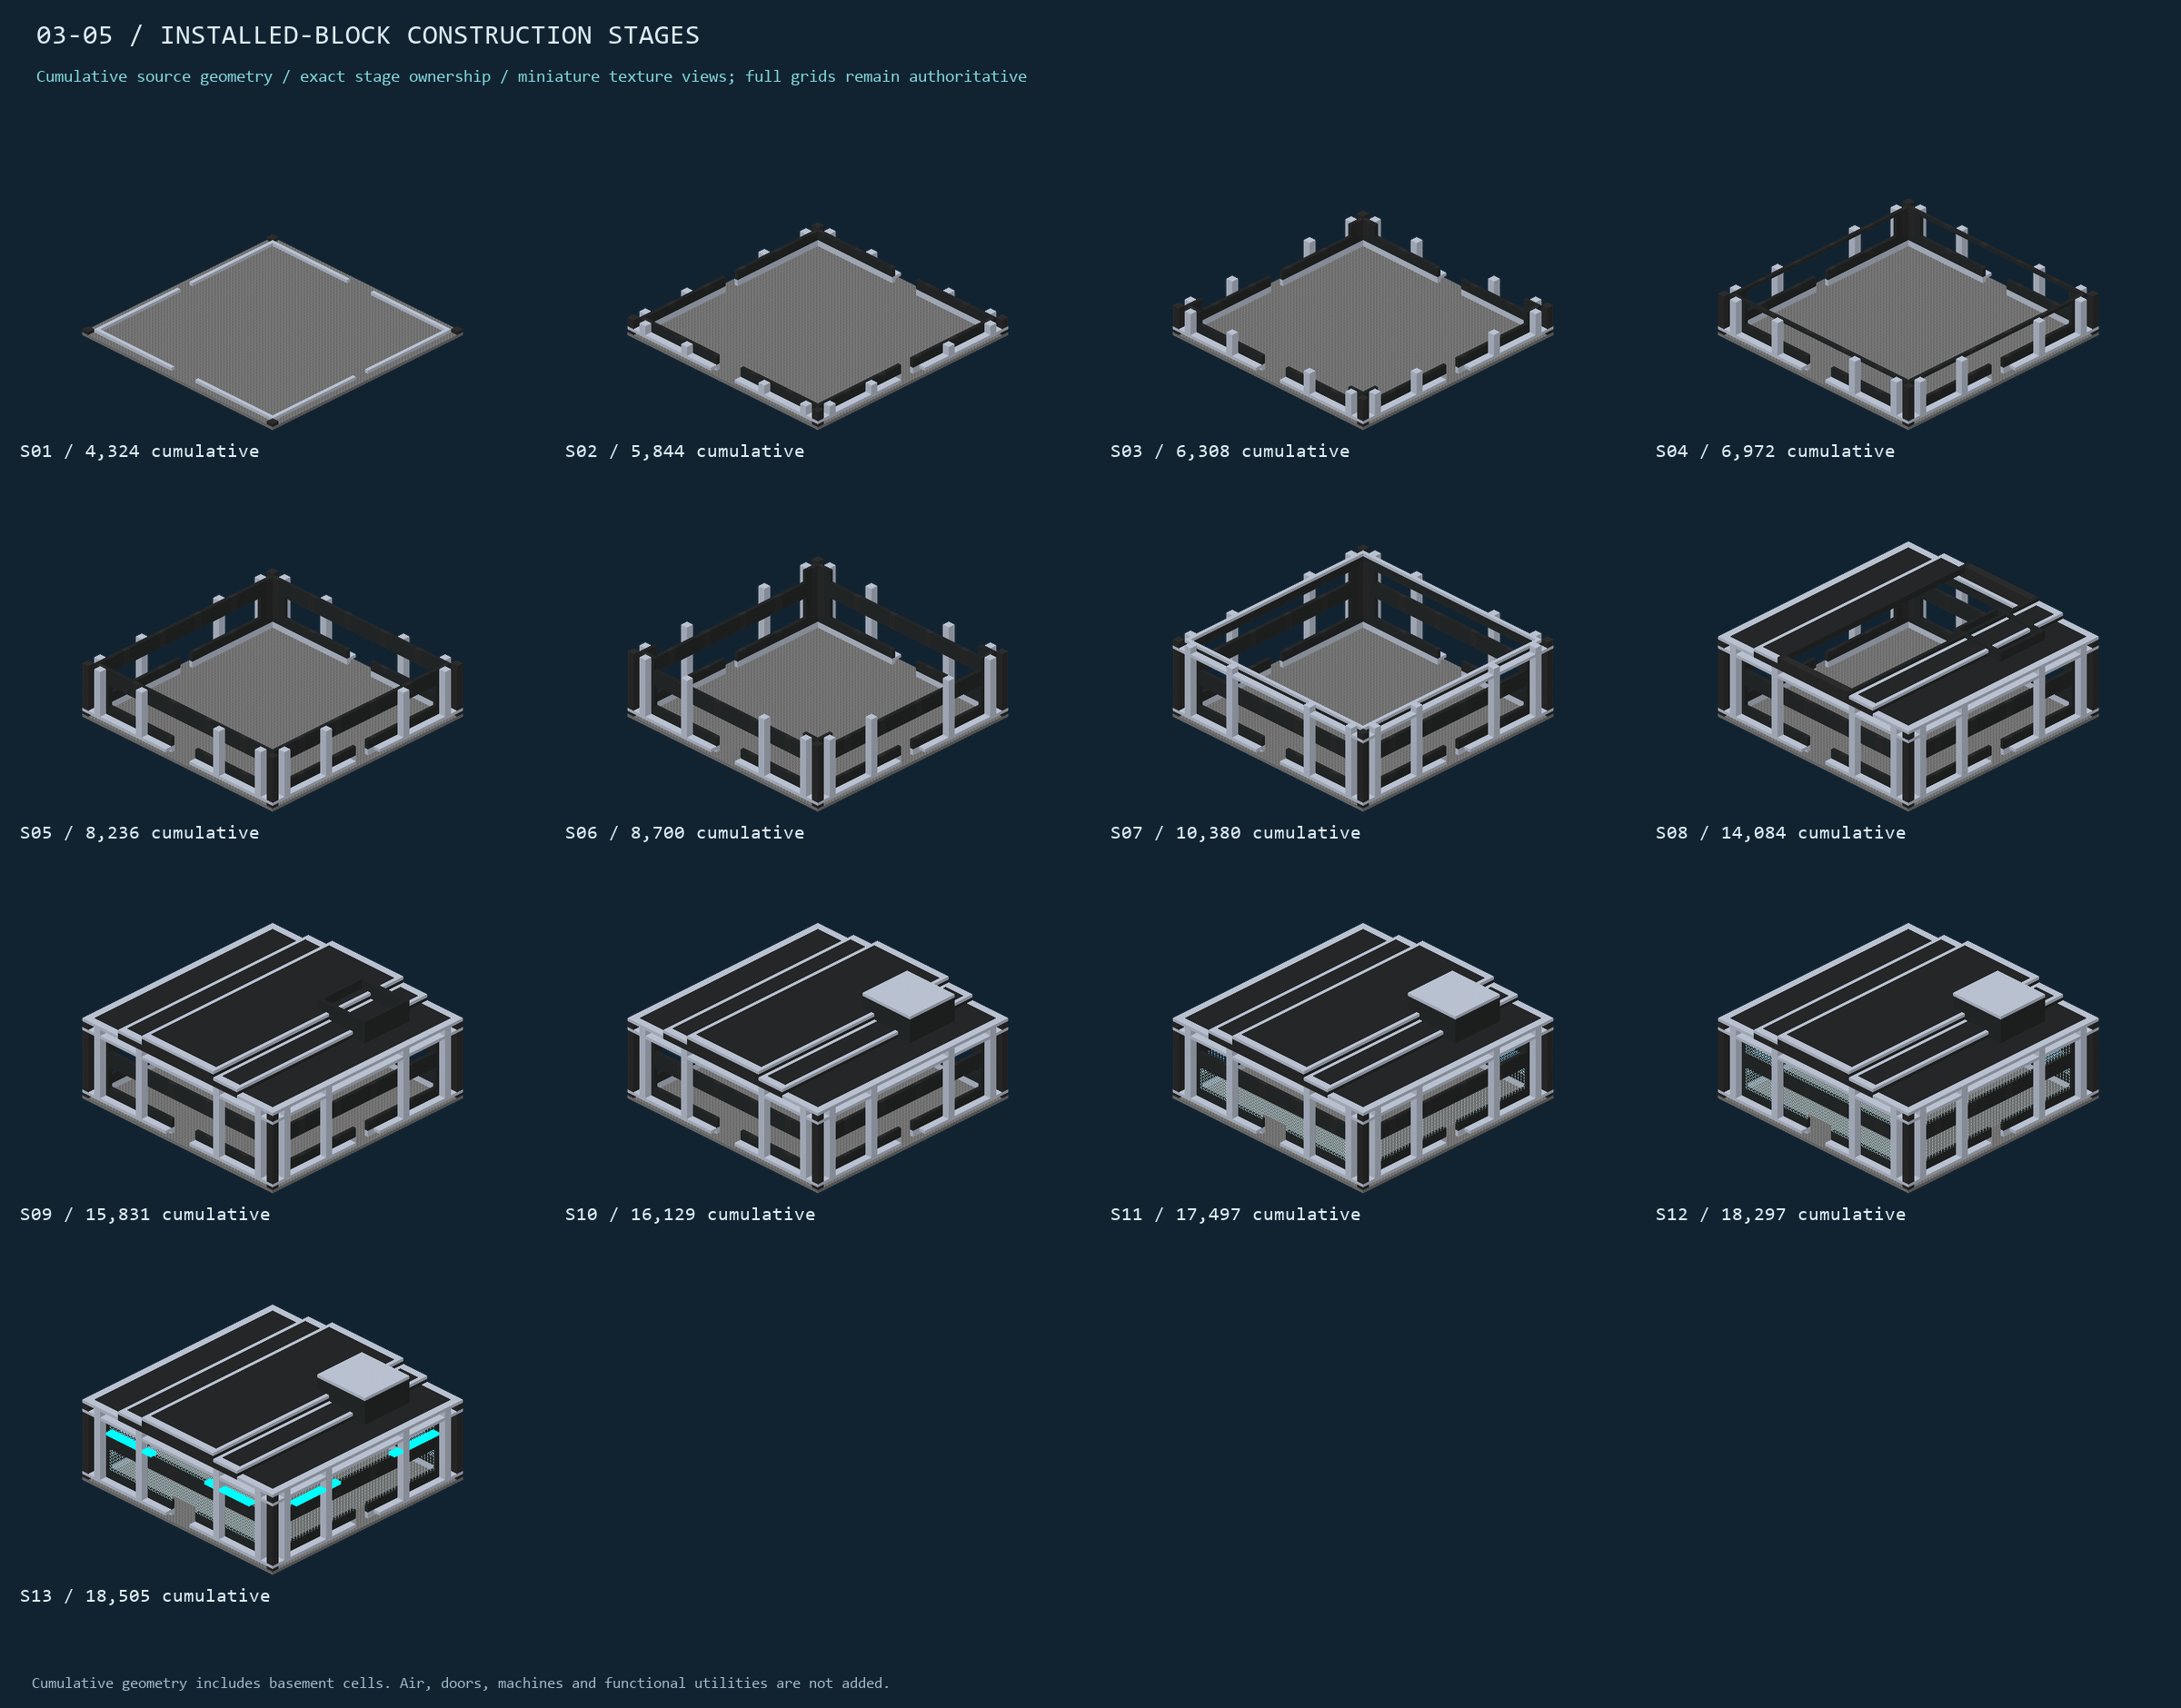 03-05 / INSTALLED-BLOCK CONSTRUCTION STAGES
Cumulative source geometry / exact stage ownership / miniature texture views; full grids remain authoritative
S01 / 4,324 cumulative
S02 / 5,844 cumulative
S03 / 6,308 cumulative
S04 / 6,972 cumulative
S05 / 8,236 cumulative
S06 / 8,700 cumulative
S07 / 10,380 cumulative
S08 / 14,084 cumulative
S09 / 15,831 cumulative
S10 / 16,129 cumulative
S11 / 17,497 cumulative
S12 / 18,297 cumulative
S13 / 18,505 cumulative
Cumulative geometry includes basement cells. Air, doors, machines and functional utilities are not added.